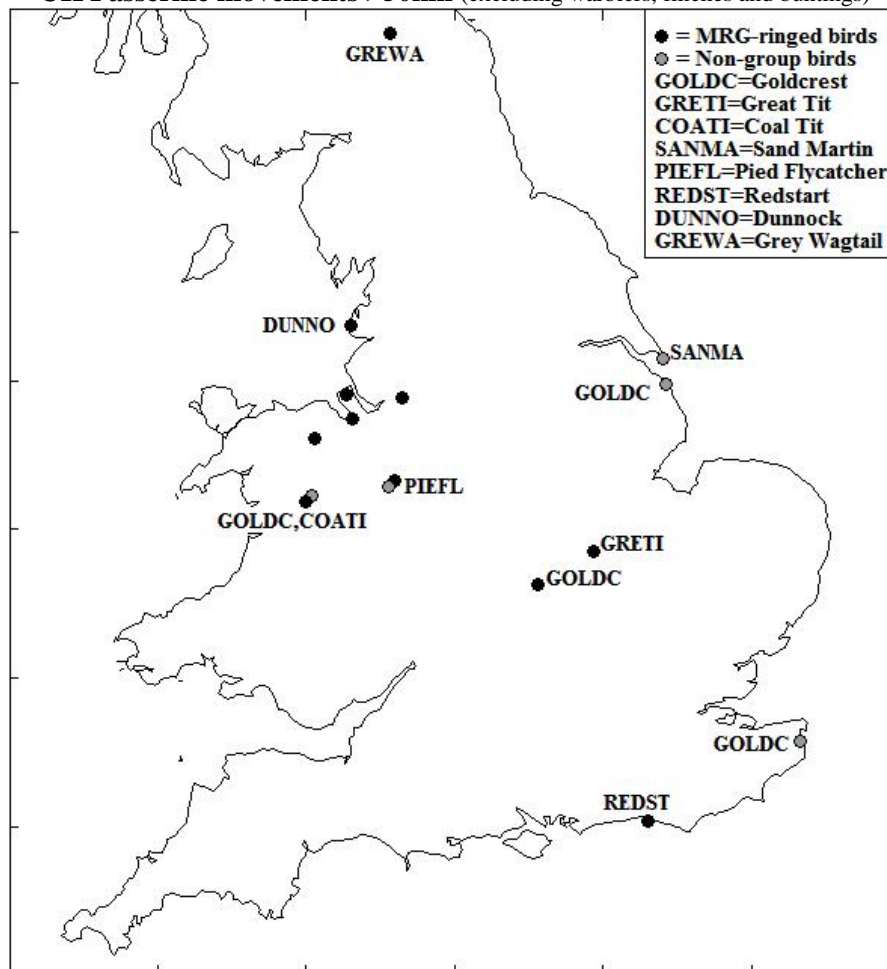 UK Passerine movements >50km (excluding warblers, finches and buntings)
GREWA
= MRG-ringed birds
= Non-group birds
GOLDC=Goldcrest
GRETI=Great Tit
COATI=Coal Tit
SANMA=Sand Martin
PIEFL=Pied Flycatcher
REDST=Redstart
DUNNO=Dunnock
GREWA=Grey Wagtail
DUNNO
SANMA
GOLDC
PIEFL
GOLDC,COATI
GRETI
GOLDC
GOLDC
REDST